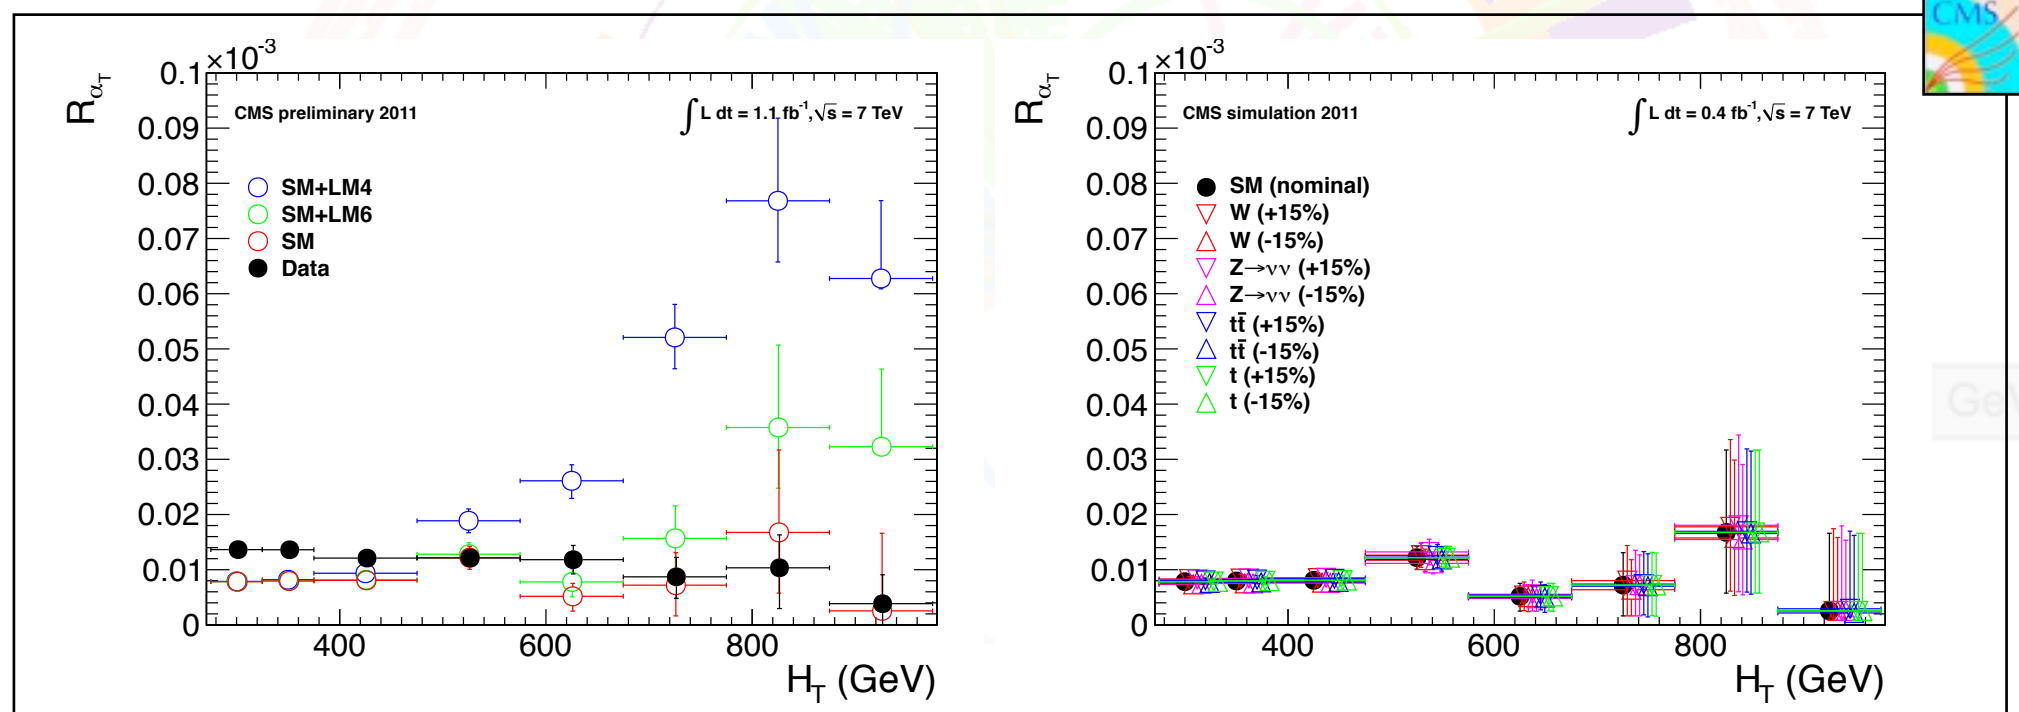 CMS
×10-3
0.1
0.09
0.08
0.07
0.06
0.05
0.04
0.03
0.02
0.01
0
RαT
CMS preliminary 2011
∫ L dt = 1.1 fb-1, √s = 7 TeV
SM+LM4
SM+LM6
SM
Data
400 600 800
HT (GeV)
×10-3
0.1
0.09
0.08
0.07
0.06
0.05
0.04
0.03
0.02
0.01
0
RαT
CMS simulation 2011
∫ L dt = 0.4 fb-1, √s = 7 TeV
SM (nominal)
W (+15%)
W (-15%)
Z→νν (+15%)
Z→νν (-15%)
tt̄ (+15%)
tt̄ (-15%)
t (+15%)
t (-15%)
400 600 800
HT (GeV)